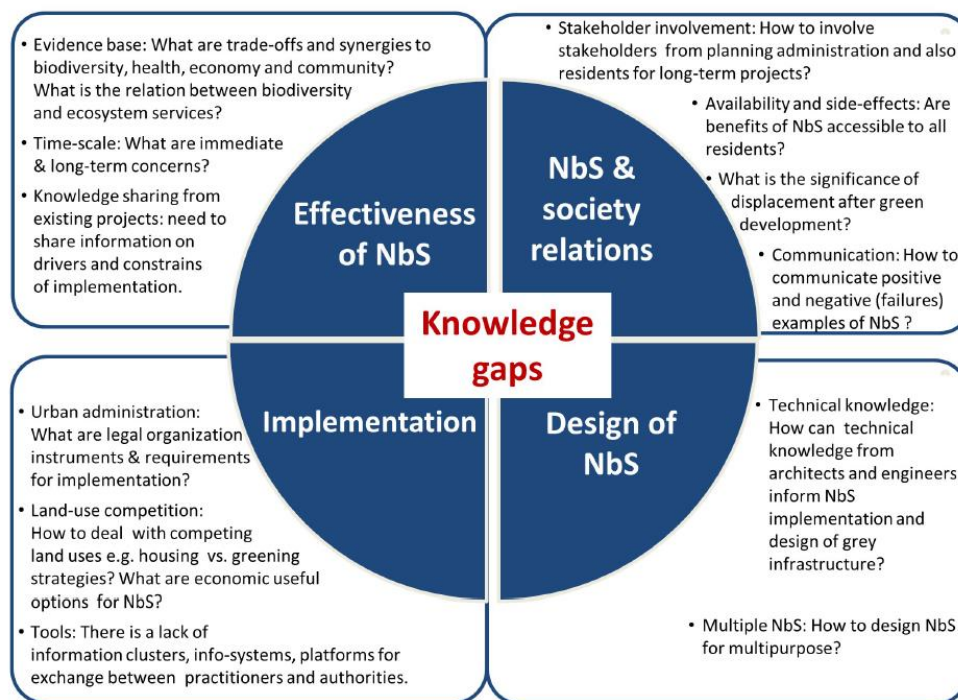 • Evidence base: What are trade-offs and synergies to
biodiversity, health, economy and community?
What is the relation between biodiversity
and ecosystem services?
• Time-scale: What are immediate
& long-term concerns?
• Knowledge sharing from
existing projects: need to
share information on
drivers and constrains
of implementation.
Effectiveness
of NbS
• Stakeholder involvement: How to involve
stakeholders from planning administration and also
residents for long-term projects?
• Availability and side-effects: Are
benefits of NbS accessible to all
residents?
• What is the significance of
displacement after green
development?
• Communication: How to
communicate positive
and negative (failures)
examples of NbS ?
NbS &
society
relations
Knowledge
gaps
• Urban administration:
What are legal organization
instruments & requirements
for implementation?
• Land-use competition:
How to deal with competing
land uses e.g. housing vs. greening
strategies? What are economic useful
options for NbS?
• Tools: There is a lack of
information clusters, info-systems, platforms for
exchange between practitioners and authorities.
Implementation
Design of
NbS
• Technical knowledge:
How can technical
knowledge from
architects and engineers
inform NbS
implementation and
design of grey
infrastructure?
• Multiple NbS: How to design NbS
for multipurpose?